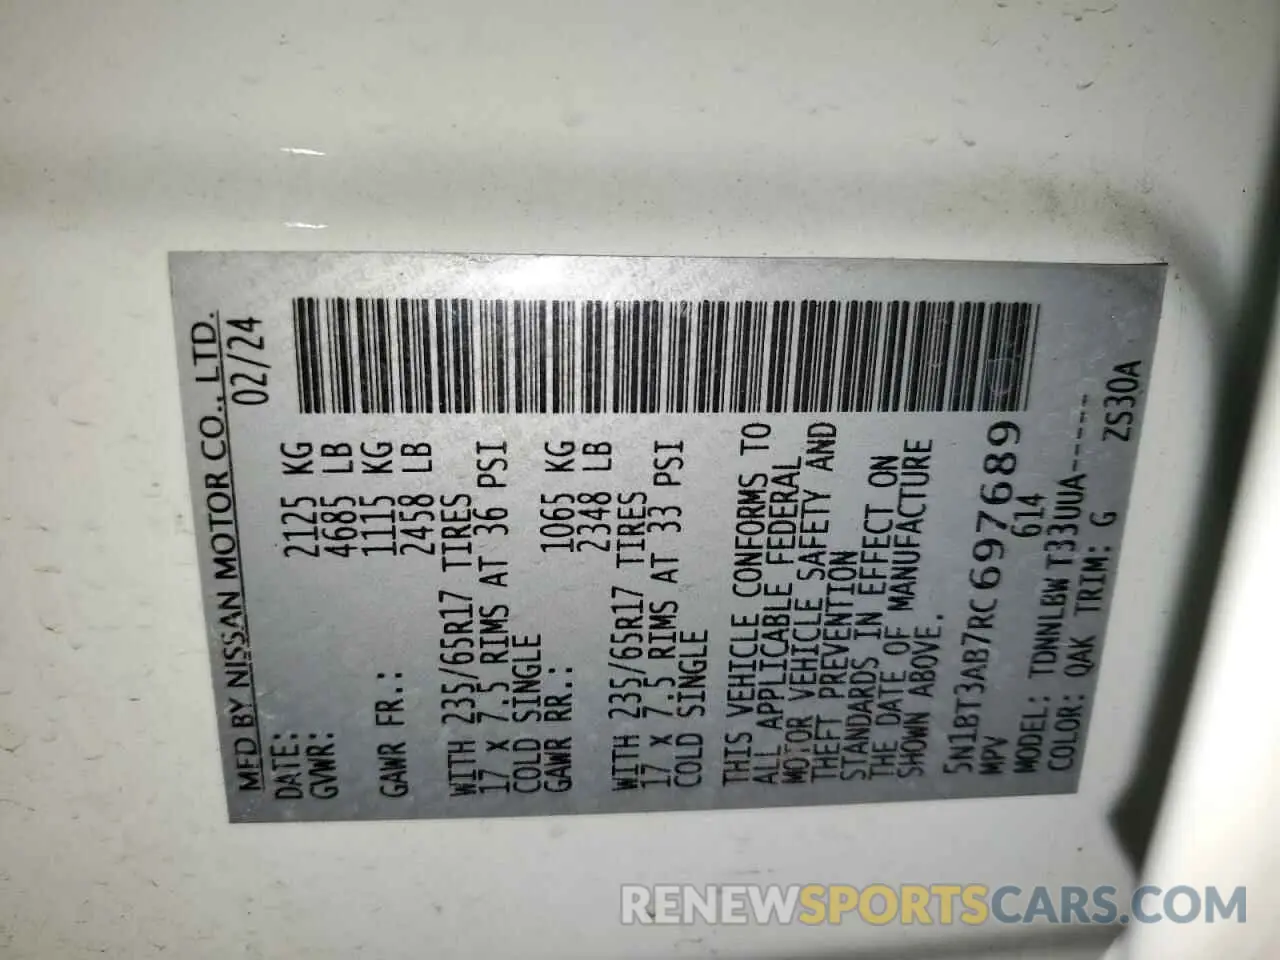 MFD BY NISSAN MOTOR CO., LTD.
DATE: 02/24
GVWR: 2125 KG
4685 LB
GAWR FR.: 1115 KG
2458 LB
WITH 235/65R17 TIRES
17 x 7.5 RIMS AT 36 PSI
COLD SINGLE
GAWR RR.: 1065 KG
2348 LB
WITH 235/65R17 TIRES
17 x 7.5 RIMS AT 33 PSI
COLD SINGLE
THIS VEHICLE CONFORMS TO
ALL APPLICABLE FEDERAL
MOTOR VEHICLE SAFETY AND
THEFT PREVENTION
STANDARDS IN EFFECT ON
THE DATE OF MANUFACTURE
SHOWN ABOVE.
5N1BT3AB7RC697689
MPV 614
MODEL: TDNNLBWT33UUA-----
COLOR: QAK TRIM: G ZS30A
RENEWSPORTSCARS.COM